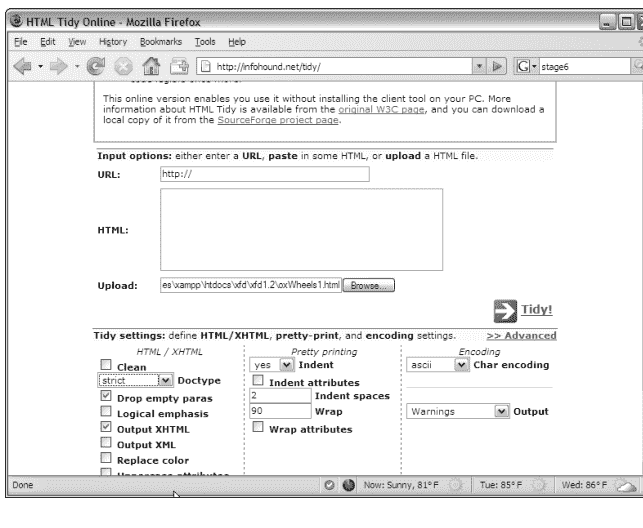 HTML Tidy Online - Mozilla Firefox
File Edit View History Bookmarks Tools Help
http://infohound.net/tidy/ G stage6
This online version enables you use it without installing the client tool on your PC. More
information about HTML Tidy is available from the original W3C page, and you can download a
local copy of it from the SourceForge project page.
Input options: either enter a URL, paste in some HTML, or upload a HTML file.
URL: http://
HTML:
Upload: es\xampp\htdocs\xfd\xfd1.2\oxWheels1.html Browse...
Tidy!
Tidy settings: define HTML/XHTML, pretty-print, and encoding settings. >> Advanced
HTML / XHTML Pretty printing Encoding
Clean yes Indent ascii Char encoding
strict Doctype Indent attributes
Drop empty paras 2 Indent spaces
Logical emphasis 90 Wrap Warnings Output
Output XHTML Wrap attributes
Output XML
Replace color
Uppercase attributes
Done Now: Sunny, 81° F Tue: 85° F Wed: 86° F